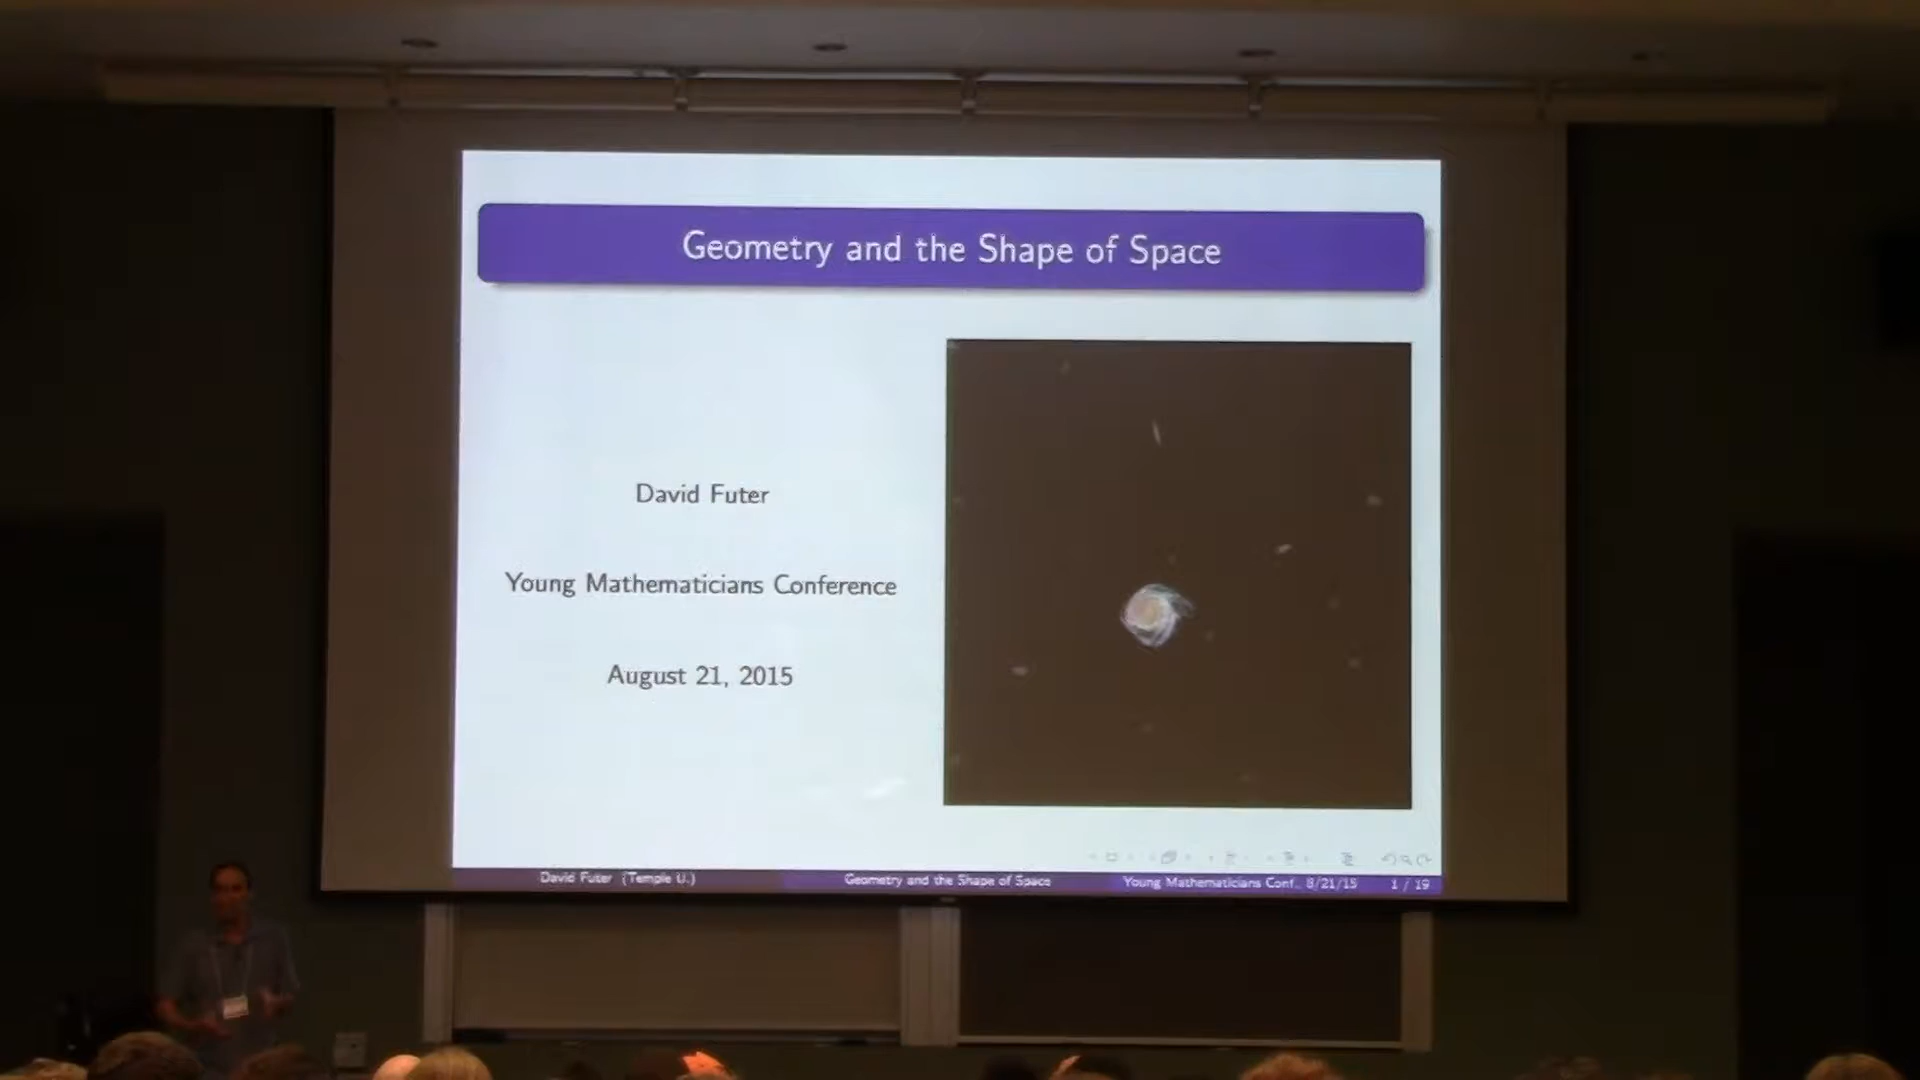 Geometry and the Shape of Space
David Futer
Young Mathematicians Conference
August 21, 2015
David Futer (Temple U.)
Geometry and the Shape of Space
Young Mathematicians Conf., 8/21/15
1 / 19